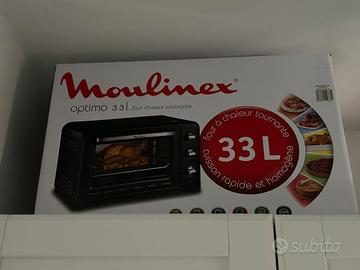 Moulinex®
optimo 33L four chaleur tournante
four à chaleur tournante
33 L
cuisson rapide et homogène
subito